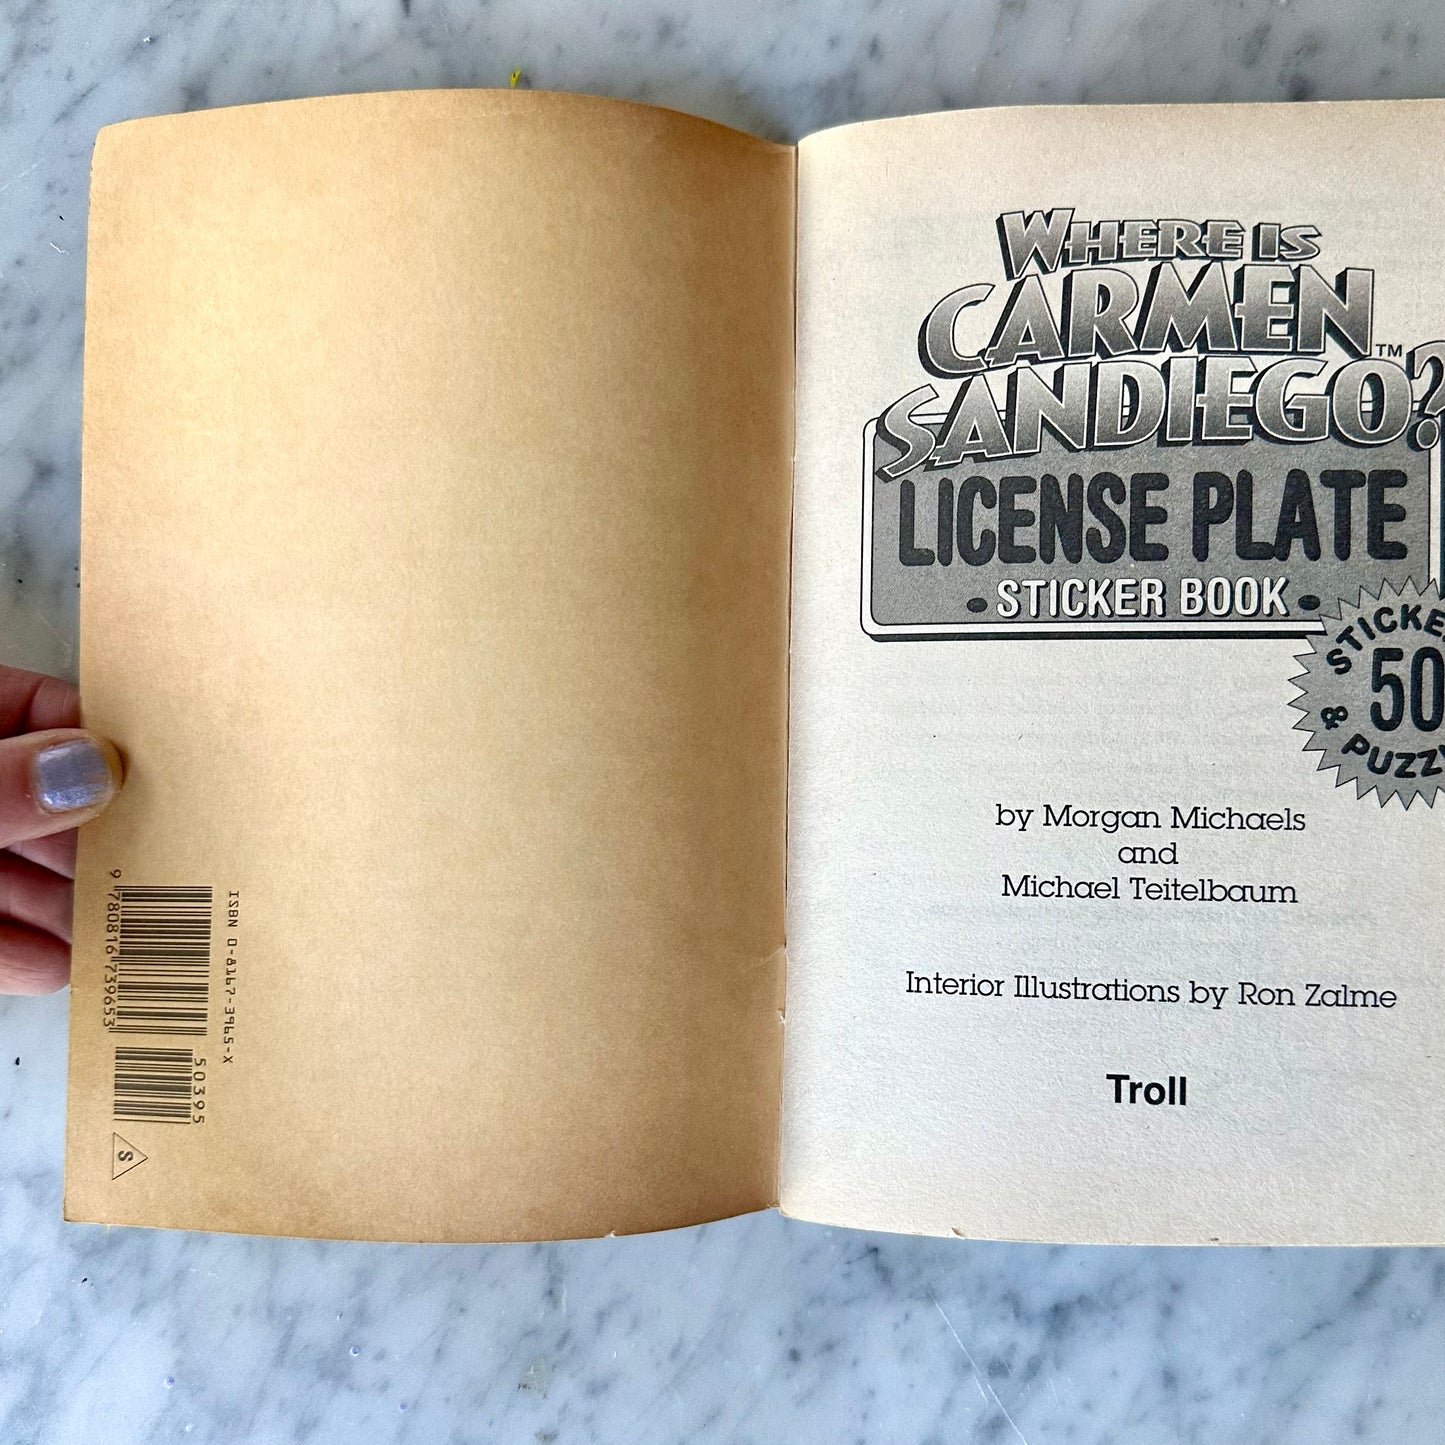 ISBN 0-8167-3965-X
9 780816 739653
50395
S
WHERE IS
CARMEN
SANDIEGO?
TM
LICENSE PLATE
• STICKER BOOK •
50
&
by Morgan Michaels
and
Michael Teitelbaum
Interior Illustrations by Ron Zalme
Troll